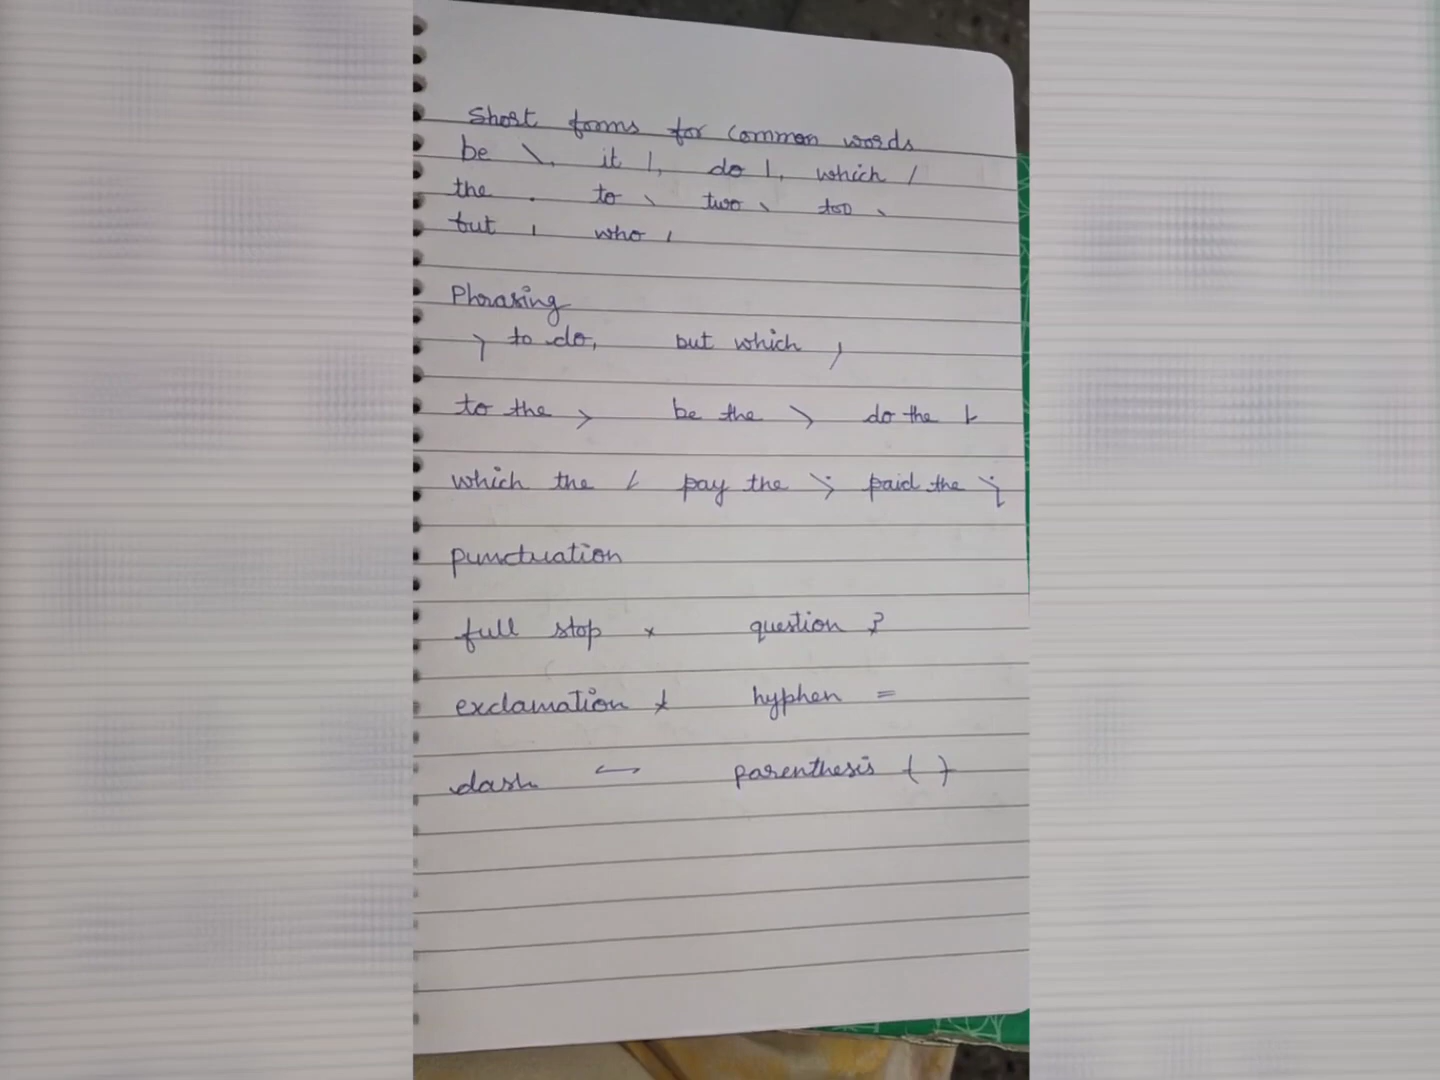 Short forms for common words
be \, it |, do |, which /
the . to \ two \ too \
but ı who /
Phrasing
to do, but which
to the be the do the
which the pay the paid the
punctuation
full stop × question ?
exclamation hyphen =
dash parenthesis { }